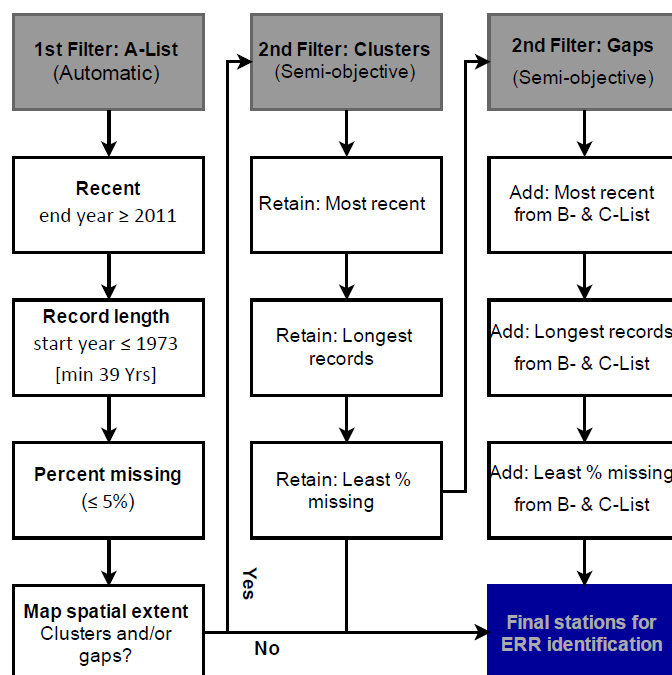 1st Filter: A-List
(Automatic)
Recent
end year ≥ 2011
Record length
start year ≤ 1973
[min 39 Yrs]
Percent missing
(≤ 5%)
Map spatial extent
Clusters and/or
gaps?
Yes
No
2nd Filter: Clusters
(Semi-objective)
Retain: Most recent
Retain: Longest
records
Retain: Least %
missing
2nd Filter: Gaps
(Semi-objective)
Add: Most recent
from B- & C-List
Add: Longest records
from B- & C-List
Add: Least % missing
from B- & C-List
Final stations for
ERR identification